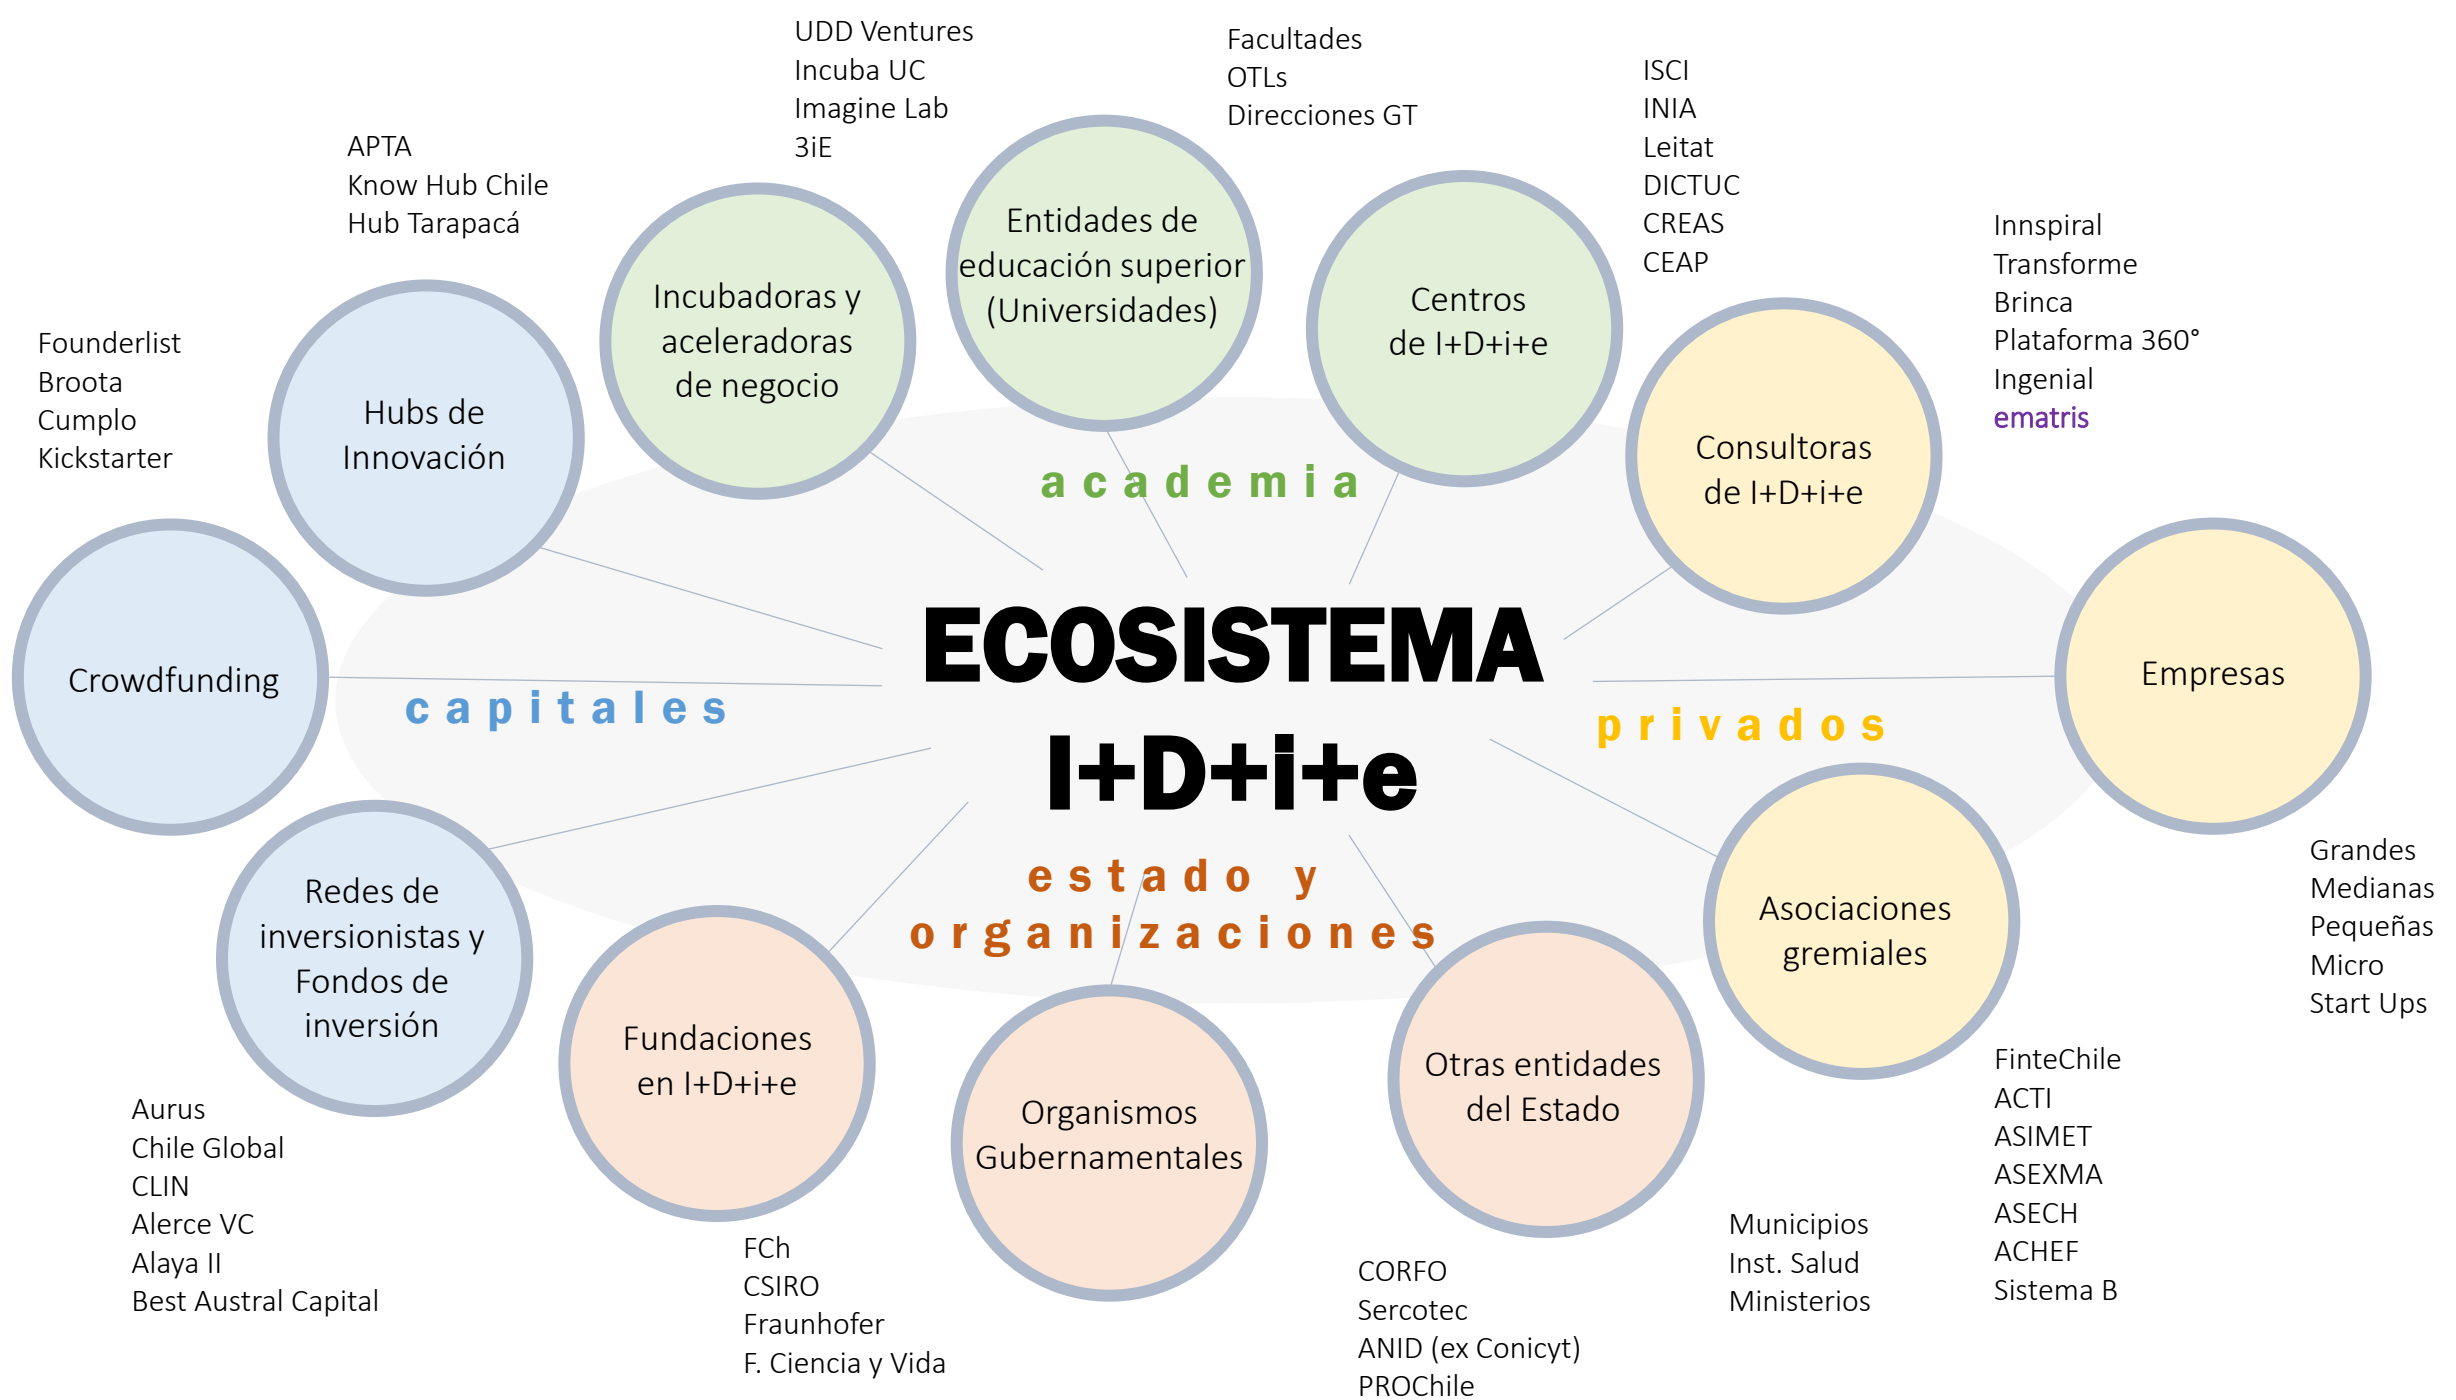 UDD Ventures
Incuba UC
Imagine Lab
3iE
Facultades
OTLs
Direcciones GT
ISCI
INIA
Leitat
DICTUC
CREAS
CEAP
APTA
Know Hub Chile
Hub Tarapacá
Innspiral
Transforme
Brinca
Plataforma 360°
Ingenial
ematris
Founderlist
Broota
Cumplo
Kickstarter
Hubs de
Innovación
Incubadoras y
aceleradoras
de negocio
Entidades de
educación superior
(Universidades)
Centros
de I+D+i+e
Consultoras
de I+D+i+e
academia
Crowdfunding
capitales
ECOSISTEMA
I+D+i+e
privados
Empresas
estado y
organizaciones
Redes de
inversionistas y
Fondos de
inversión
Fundaciones
en I+D+i+e
Organismos
Gubernamentales
Otras entidades
del Estado
Asociaciones
gremiales
Grandes
Medianas
Pequeñas
Micro
Start Ups
Aurus
Chile Global
CLIN
Alerce VC
Alaya II
Best Austral Capital
FCh
CSIRO
Fraunhofer
F. Ciencia y Vida
CORFO
Sercotec
ANID (ex Conicyt)
PROChile
Municipios
Inst. Salud
Ministerios
FinteChile
ACTI
ASIMET
ASEXMA
ASECH
ACHEF
Sistema B